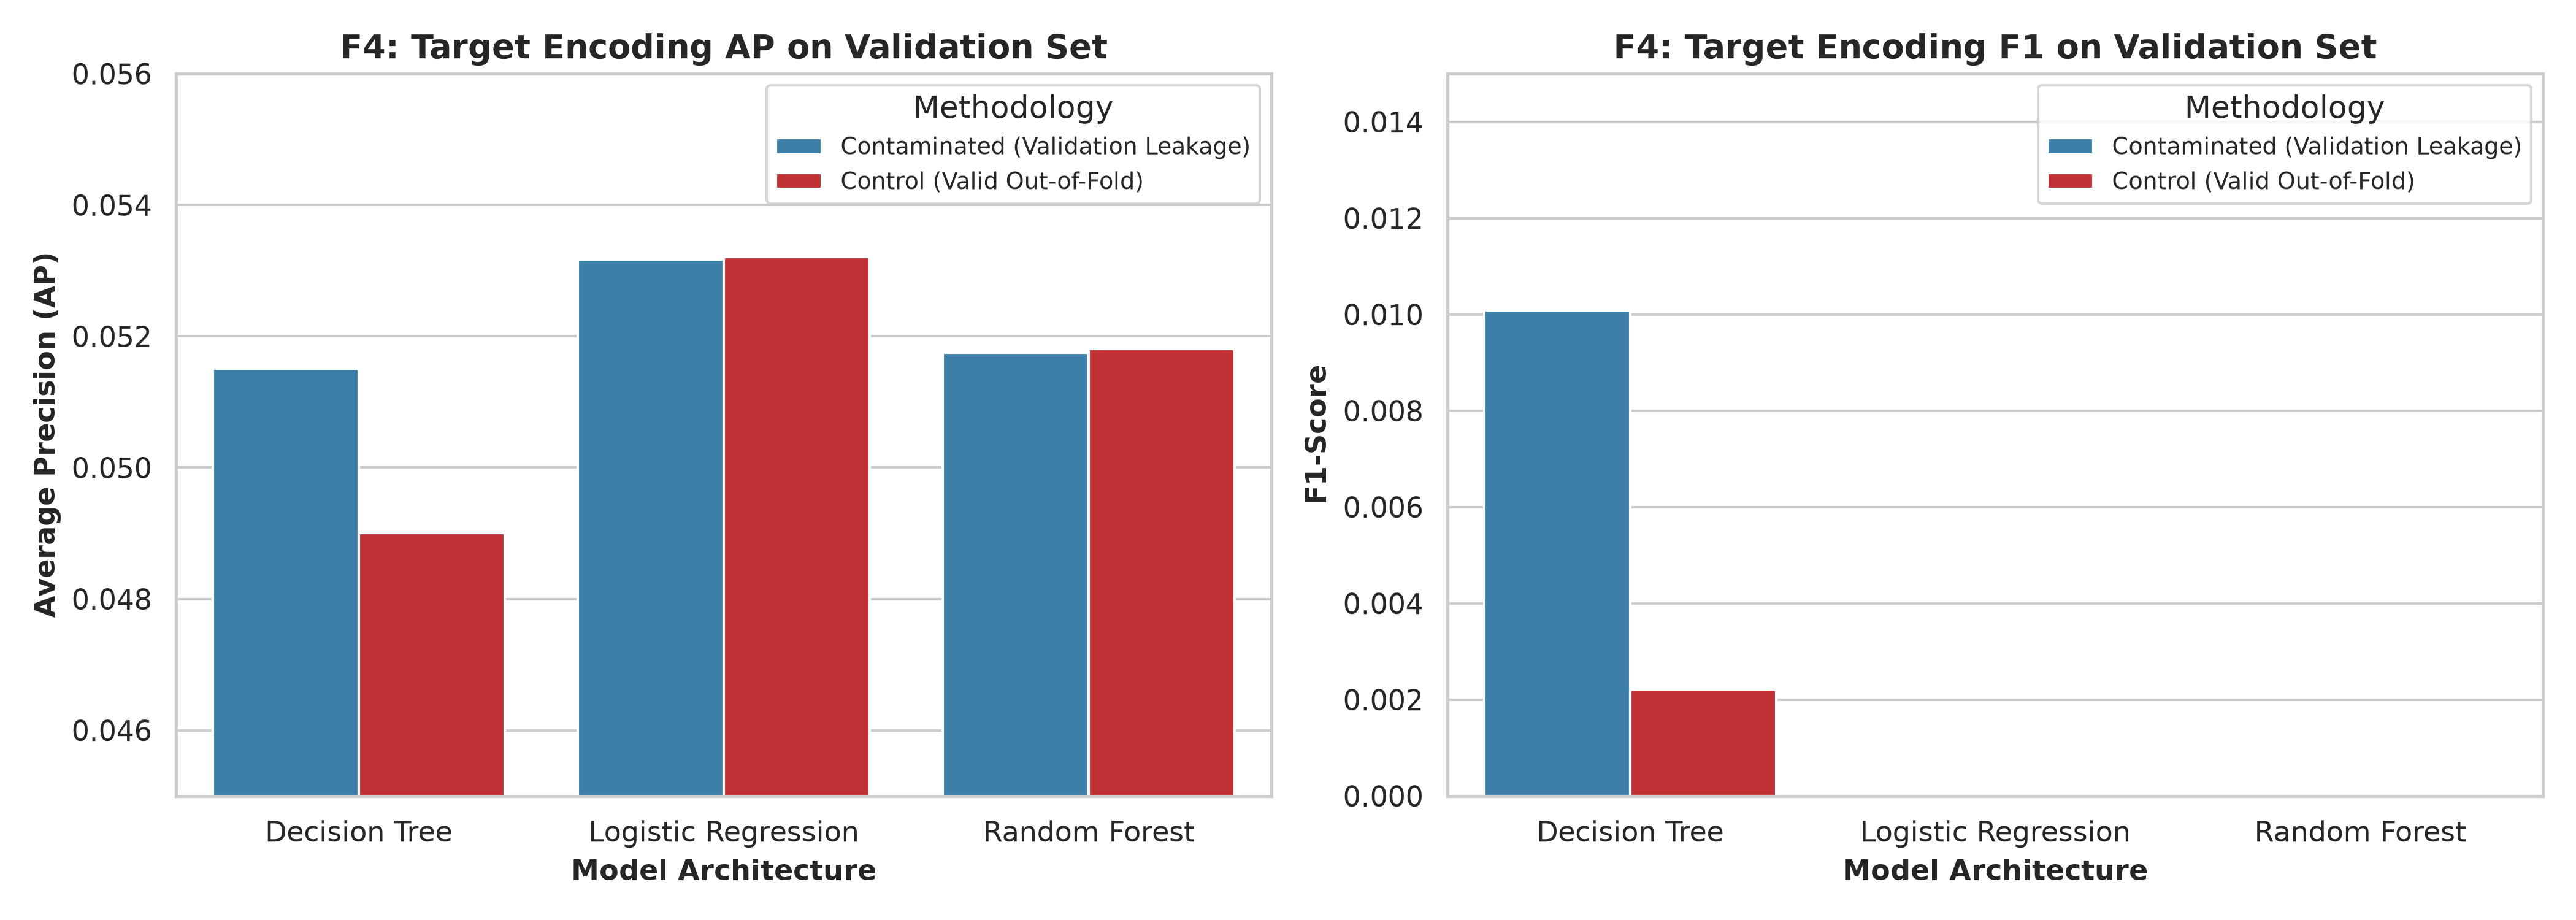 F4: Target Encoding AP on Validation Set
Average Precision (AP)
0.056
0.054
0.052
0.050
0.048
0.046
Methodology
Contaminated (Validation Leakage)
Control (Valid Out-of-Fold)
Decision Tree
Logistic Regression
Random Forest
Model Architecture
F4: Target Encoding F1 on Validation Set
F1-Score
0.014
0.012
0.010
0.008
0.006
0.004
0.002
0.000
Methodology
Contaminated (Validation Leakage)
Control (Valid Out-of-Fold)
Decision Tree
Logistic Regression
Random Forest
Model Architecture